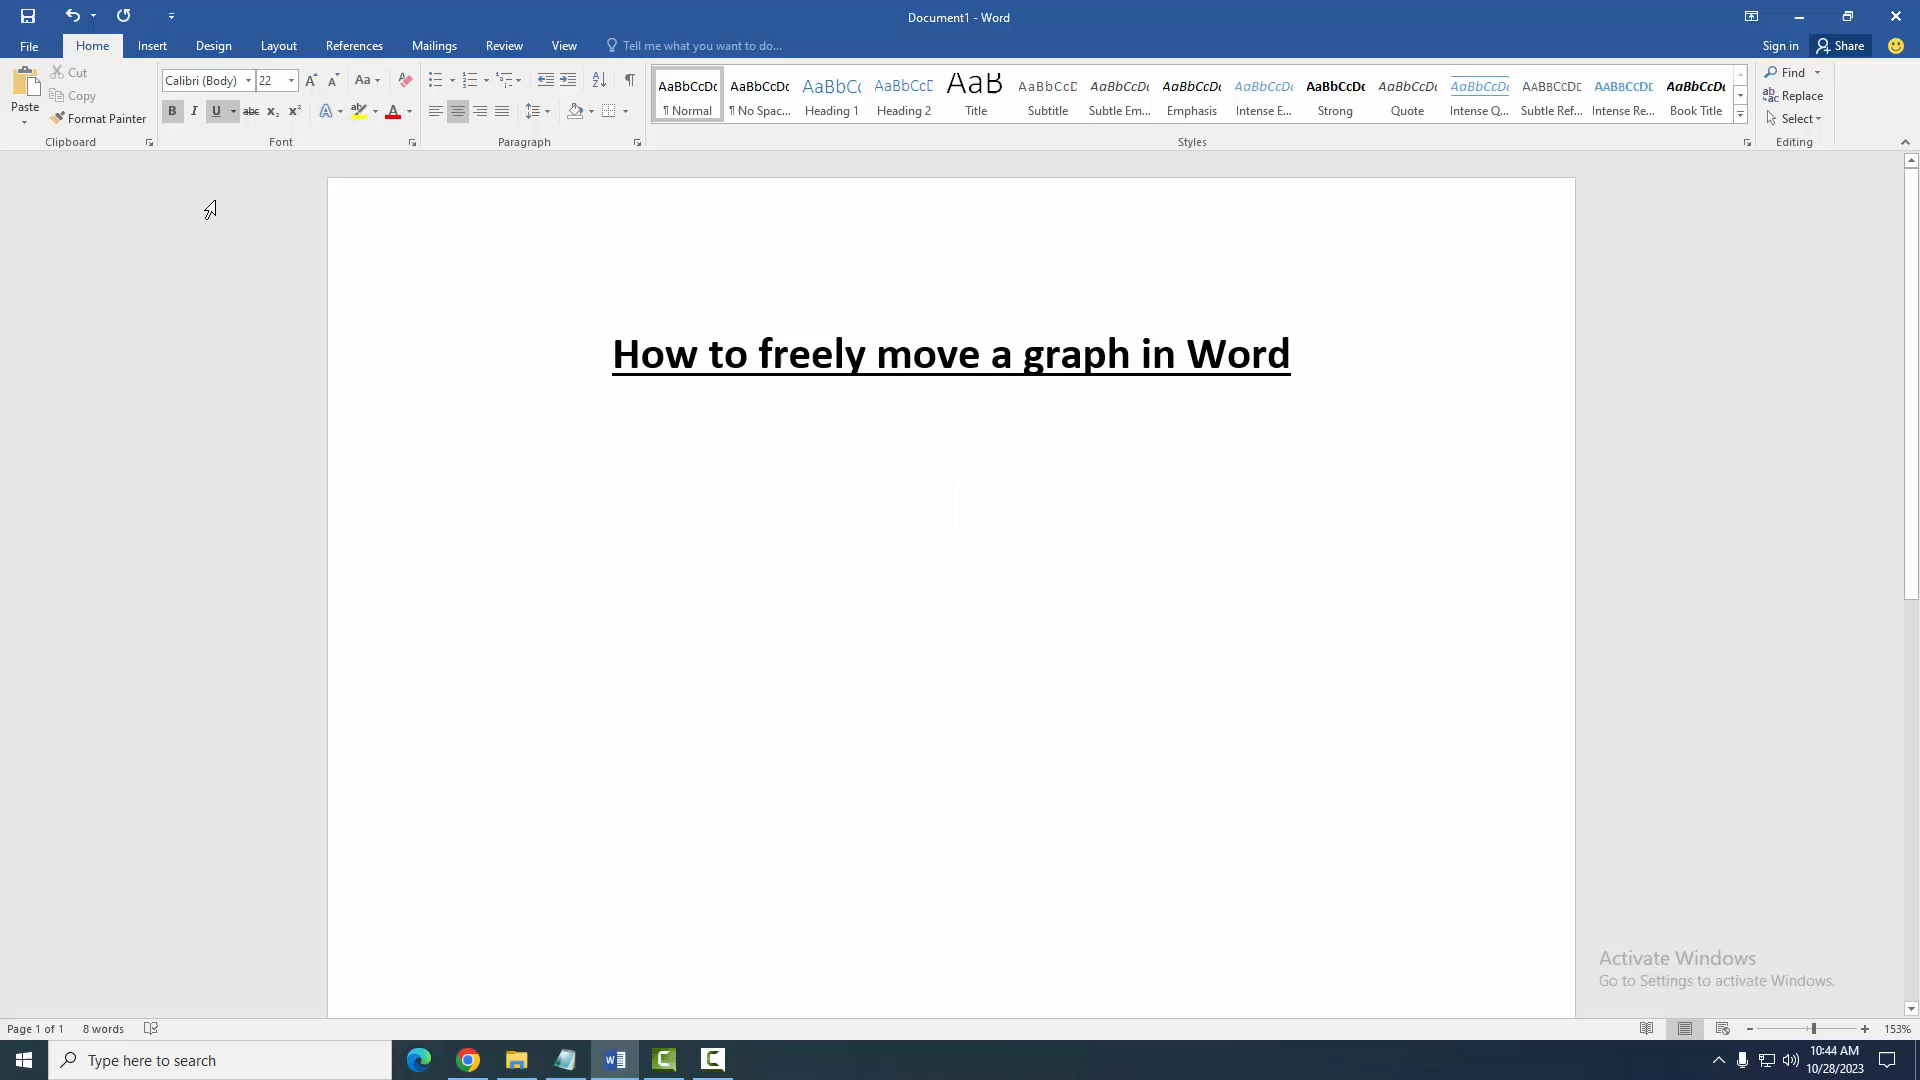 Document1 - Word
File Home Insert Design Layout References Mailings Review View Tell me what you want to do... Sign in Share
Paste Cut Copy Format Painter
Calibri (Body) 22
AaBbCcDc AaBbCcDc AaBbCc AaBbCcD AaB AaBbCcD AaBbCcDc AaBbCcDc AaBbCcDc AaBbCcDc AaBbCcDc AaBbCcDc AABBCCDD AABBCCDD AaBbCcDc
¶ Normal ¶ No Spac... Heading 1 Heading 2 Title Subtitle Subtle Em... Emphasis Intense E... Strong Quote Intense Q... Subtle Ref... Intense Re... Book Title
Find
Replace
Select
Clipboard Font Paragraph Styles Editing
How to freely move a graph in Word
Activate Windows
Go to Settings to activate Windows.
Page 1 of 1 8 words 153%
Type here to search
10:44 AM
10/28/2023